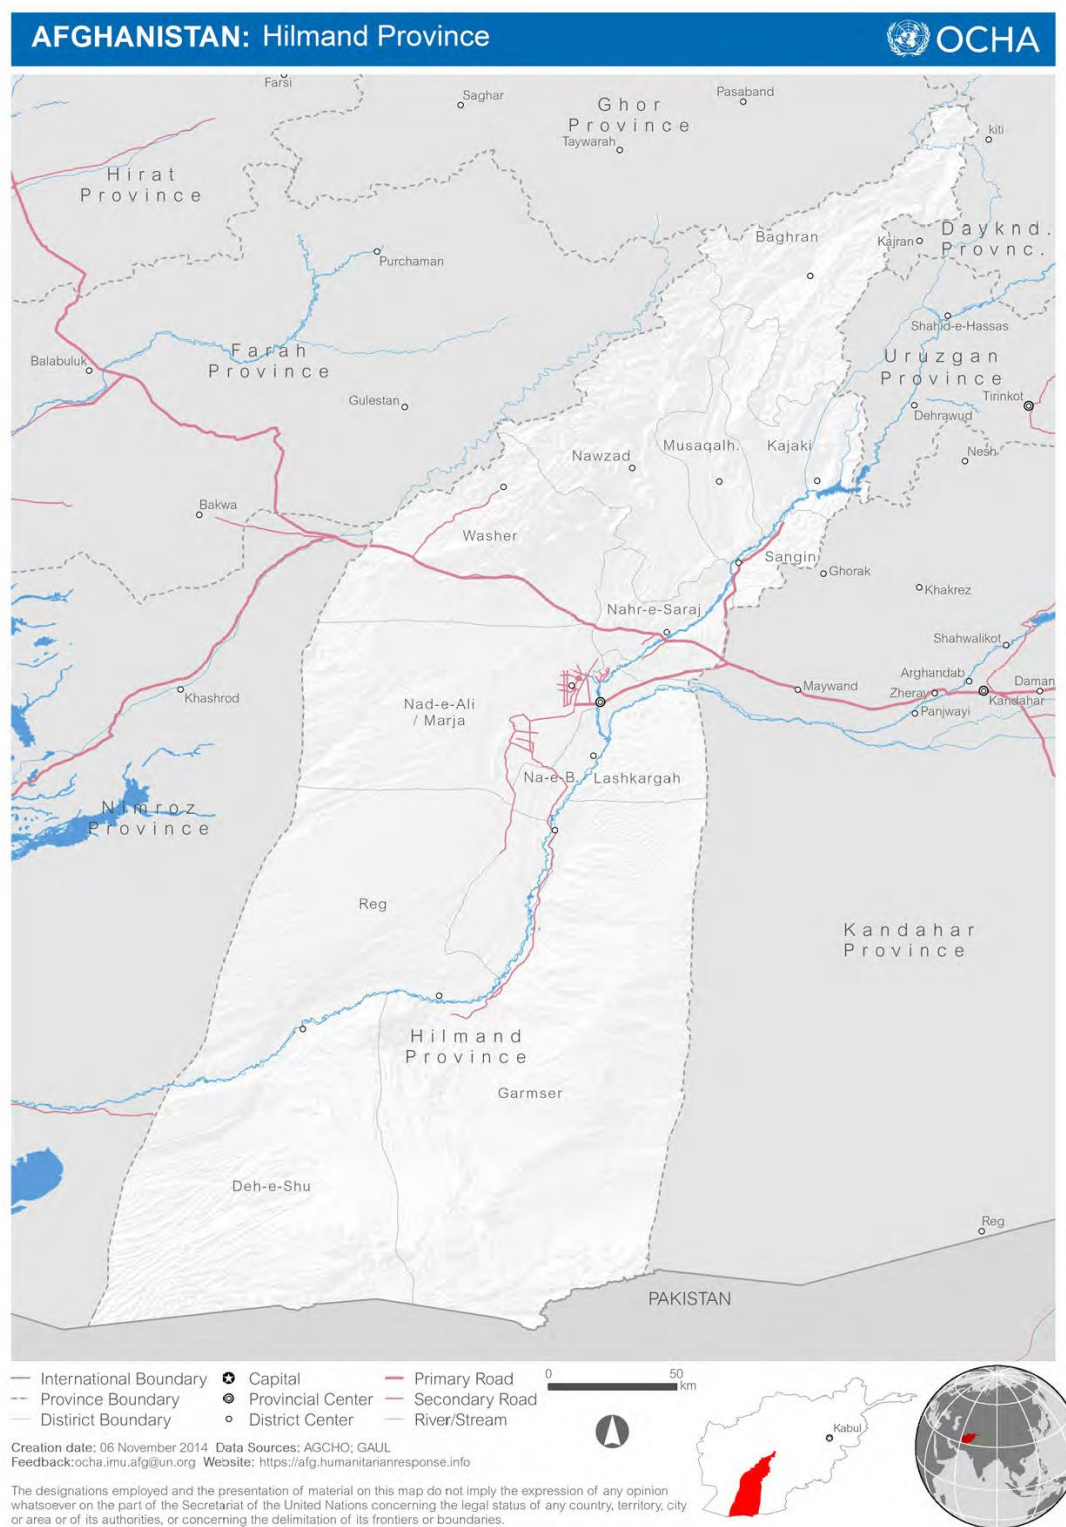 AFGHANISTAN: Hilmand Province
OCHA
Farsi
Saghar
Pasaband
Ghor
Province
Taywarah
kiti
Hirat
Province
Baghran
Kajran
Dayknd.
Provnc.
Purchaman
Shahid-e-Hassas
Farah
Province
Balabuluk
Uruzgan
Province
Tirinkot
Gulestan
Dehrawud
Nawzad
Musaqalh.
Kajaki
Nesh
Bakwa
Washer
Sangin
Ghorak
Khakrez
Nahr-e-Saraj
Shahwalikot
Arghandab
Daman
Khashrod
Maywand
Zheray
Kandahar
Nad-e-Ali
/ Marja
Panjwayi
Na-e-B.
Lashkargah
Nimroz
Province
Reg
Kandahar
Province
Hilmand
Province
Garmser
Deh-e-Shu
Reg
PAKISTAN
International Boundary
Province Boundary
Distirict Boundary
Capital
Provincial Center
District Center
Primary Road
Secondary Road
River/Stream
0 50
km
Kabul
Creation date: 06 November 2014 Data Sources: AGCHO; GAUL
Feedback:ocha.imu.afg@un.org Website: https://afg.humanitarianresponse.info
The designations employed and the presentation of material on this map do not imply the expression of any opinion
whatsoever on the part of the Secretariat of the United Nations concerning the legal status of any country, territory, city
or area or of its authorities, or concerning the delimitation of its frontiers or boundaries.